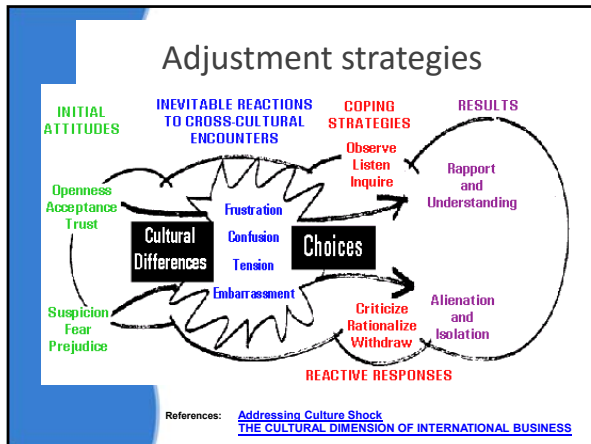 Adjustment strategies
INITIAL
ATTITUDES
INEVITABLE REACTIONS
TO CROSS-CULTURAL
ENCOUNTERS
COPING
STRATEGIES
RESULTS
Observe
Listen
Inquire
Openness
Acceptance
Trust
Rapport
and
Understanding
Frustration
Confusion
Tension
Embarrassment
Cultural
Differences
Choices
Suspicion
Fear
Prejudice
Criticize
Rationalize
Withdraw
Alienation
and
Isolation
REACTIVE RESPONSES
References: Addressing Culture Shock
THE CULTURAL DIMENSION OF INTERNATIONAL BUSINESS